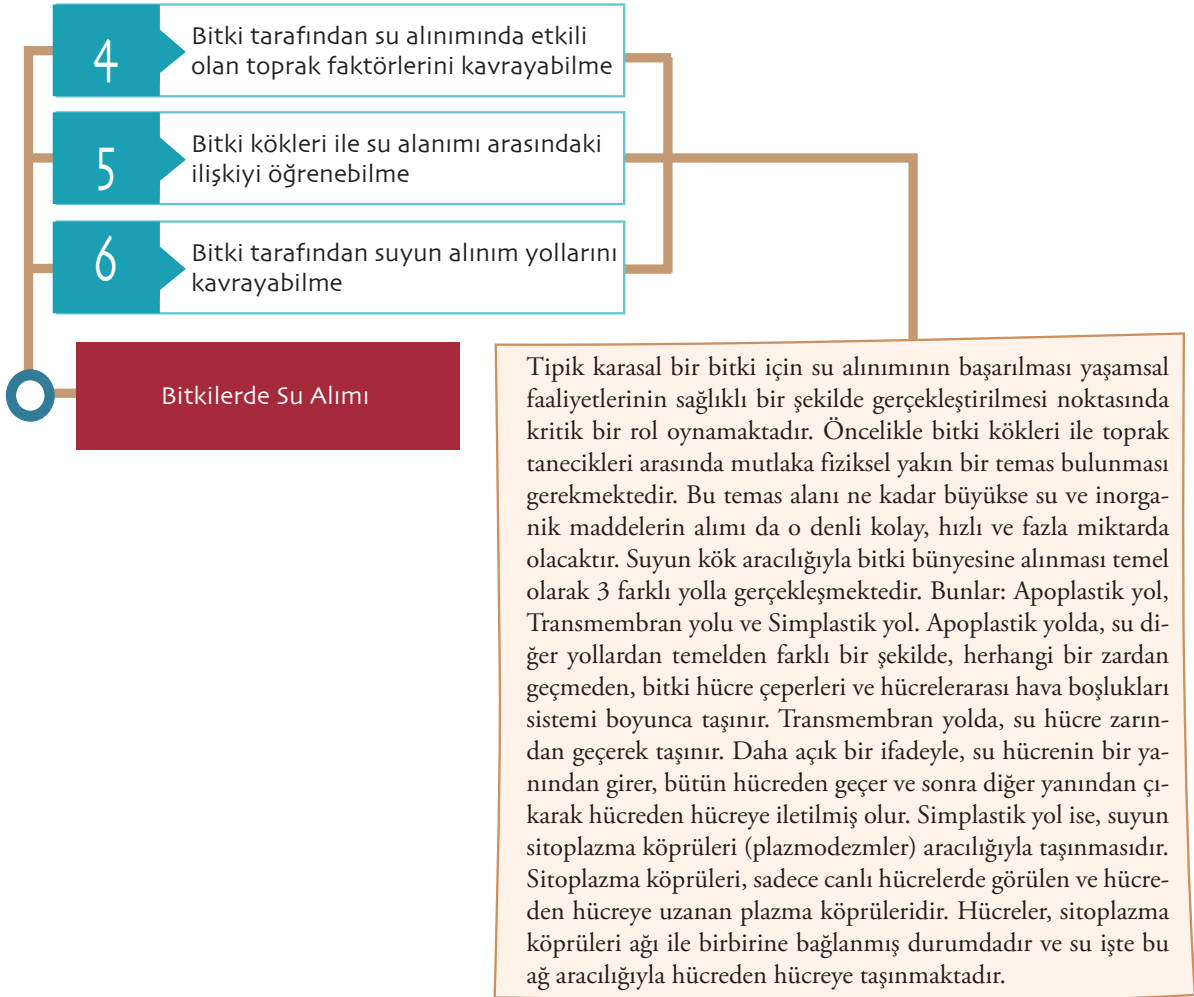 4
Bitki tarafından su alınımında etkili
olan toprak faktörlerini kavrayabilme
5
Bitki kökleri ile su alanımı arasındaki
ilişkiyi öğrenebilme
6
Bitki tarafından suyun alınım yollarını
kavrayabilme
Bitkilerde Su Alımı
Tipik karasal bir bitki için su alınımının başarılması yaşamsal
faaliyetlerinin sağlıklı bir şekilde gerçekleştirilmesi noktasında
kritik bir rol oynamaktadır. Öncelikle bitki kökleri ile toprak
tanecikleri arasında mutlaka fiziksel yakın bir temas bulunması
gerekmektedir. Bu temas alanı ne kadar büyükse su ve inorga-
nik maddelerin alımı da o denli kolay, hızlı ve fazla miktarda
olacaktır. Suyun kök aracılığıyla bitki bünyesine alınması temel
olarak 3 farklı yolla gerçekleşmektedir. Bunlar: Apoplastik yol,
Transmembran yolu ve Simplastik yol. Apoplastik yolda, su di-
ğer yollardan temelden farklı bir şekilde, herhangi bir zardan
geçmeden, bitki hücre çeperleri ve hücrelerarası hava boşlukları
sistemi boyunca taşınır. Transmembran yolda, su hücre zarın-
dan geçerek taşınır. Daha açık bir ifadeyle, su hücrenin bir ya-
nından girer, bütün hücreden geçer ve sonra diğer yanından çı-
karak hücreden hücreye iletilmiş olur. Simplastik yol ise, suyun
sitoplazma köprüleri (plazmodezmler) aracılığıyla taşınmasıdır.
Sitoplazma köprüleri, sadece canlı hücrelerde görülen ve hücre-
den hücreye uzanan plazma köprüleridir. Hücreler, sitoplazma
köprüleri ağı ile birbirine bağlanmış durumdadır ve su işte bu
ağ aracılığıyla hücreden hücreye taşınmaktadır.